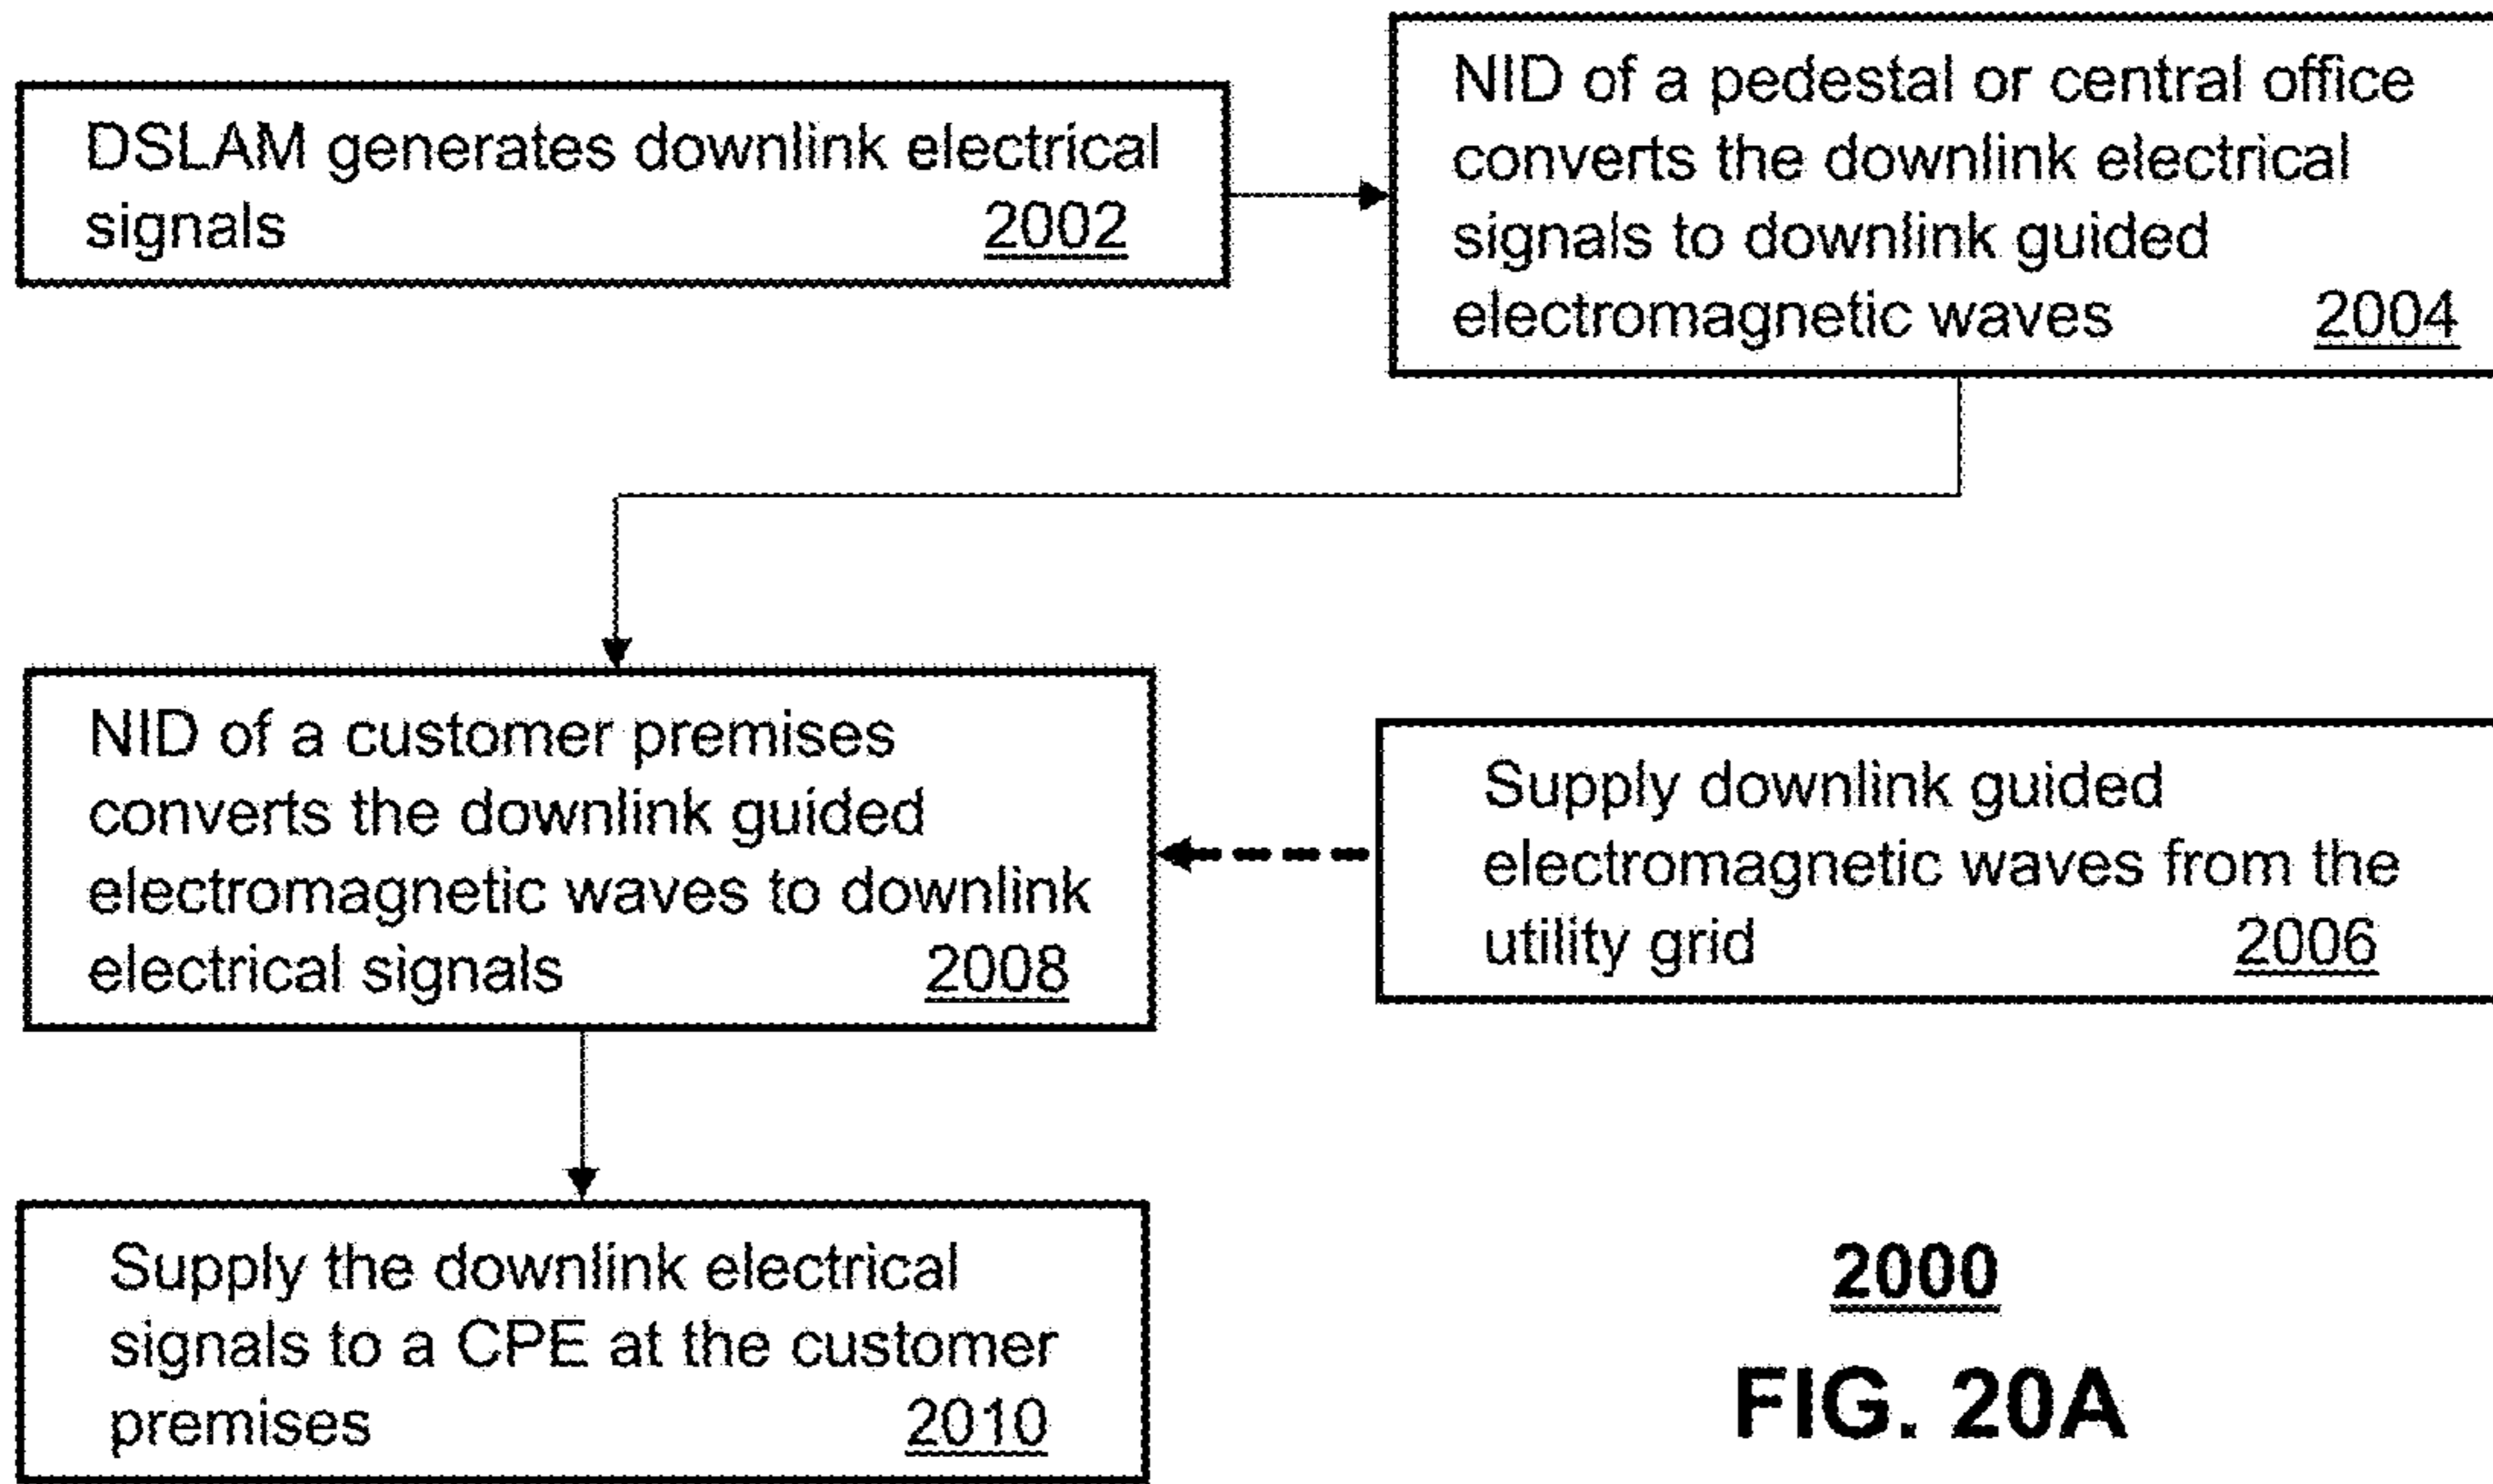 DSLAM generates downlink electrical
signals 2002
NID of a pedestal or central office
converts the downlink electrical
signals to downlink guided
electromagnetic waves 2004
NID of a customer premises
converts the downlink guided
electromagnetic waves to downlink
electrical signals 2008
Supply downlink guided
electromagnetic waves from the
utility grid 2006
Supply the downlink electrical
signals to a CPE at the customer
premises 2010
2000
FIG. 20A